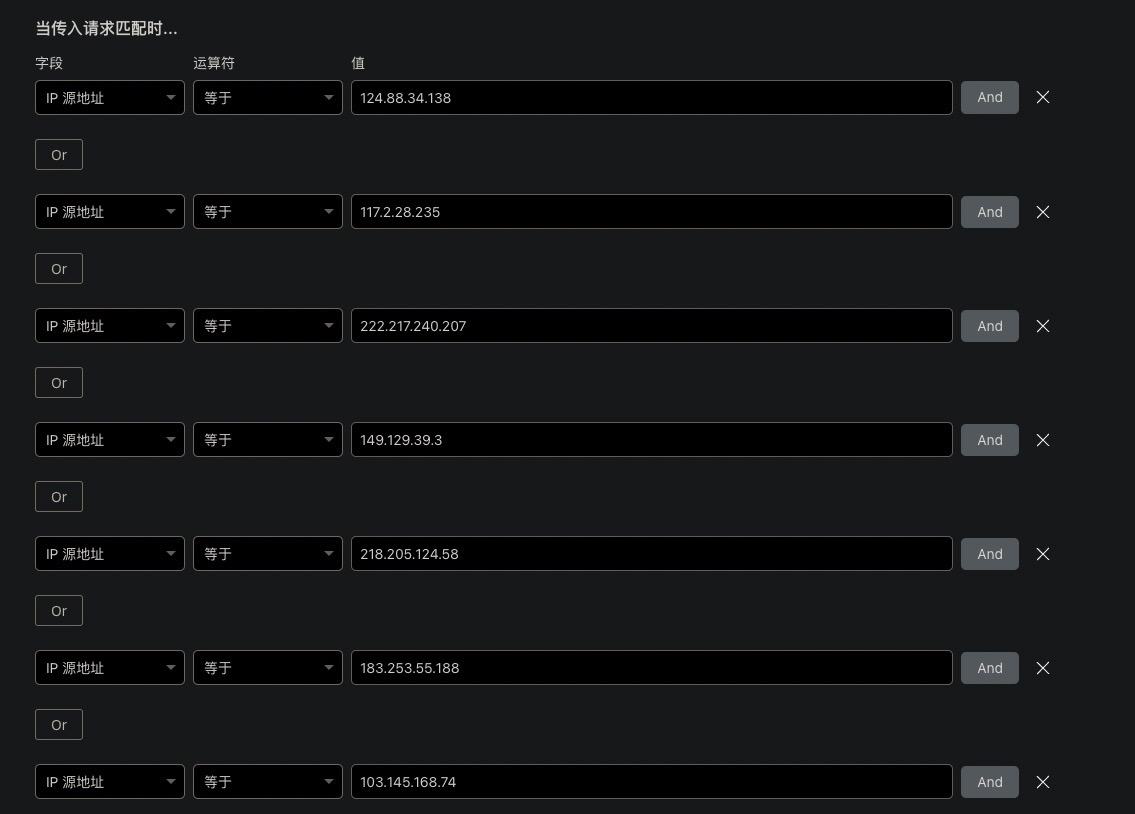 当传入请求匹配时...
字段 运算符 值
IP 源地址 等于 124.88.34.138 And
Or
IP 源地址 等于 117.2.28.235 And
Or
IP 源地址 等于 222.217.240.207 And
Or
IP 源地址 等于 149.129.39.3 And
Or
IP 源地址 等于 218.205.124.58 And
Or
IP 源地址 等于 183.253.55.188 And
Or
IP 源地址 等于 103.145.168.74 And